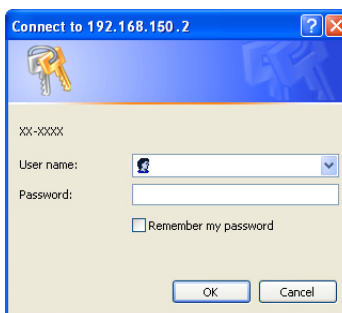 Connect to 192.168.150.2
XX-XXXX
User name:
Password:
Remember my password
OK
Cancel